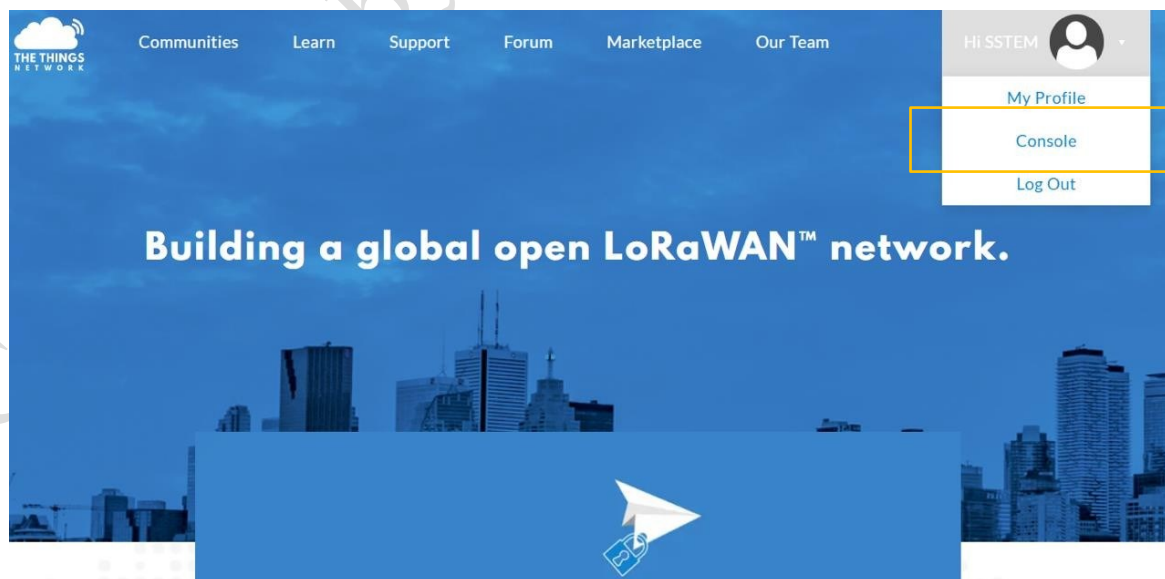 THE THINGS
NETWORK
Communities Learn Support Forum Marketplace Our Team
Hi SSTEM
My Profile
Console
Log Out
Building a global open LoRaWAN™ network.